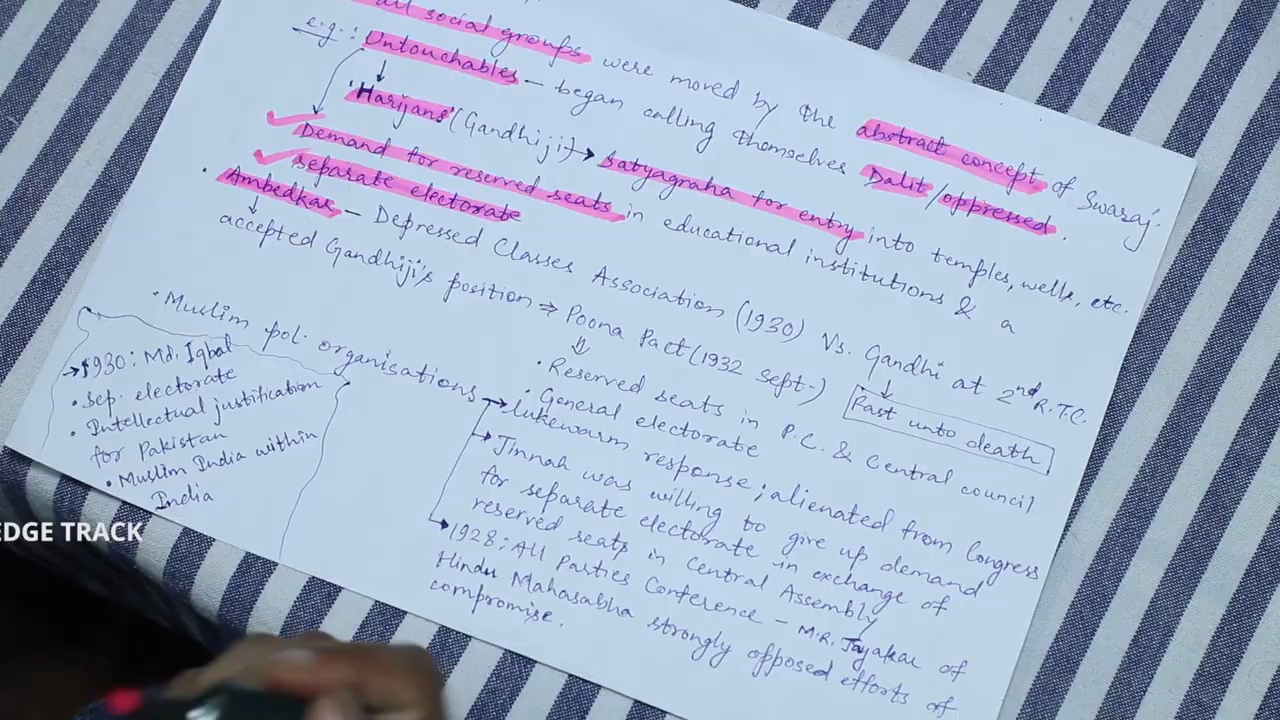 all social groups were moved by the abstract concept of Swaraj.
e.g.: Untouchables – began calling themselves Dalit/oppressed.
'Harijans' (Gandhiji) → Satyagraha for entry into temples, wells, etc.
Demand for reserved seats in educational institutions & a
separate electorate
• Ambedkar – Depressed Classes Association (1930) Vs. Gandhi at 2nd R.T.C.
accepted Gandhiji's position ⇒ Poona Pact (1932 Sept-)
Fast unto death
• Reserved seats in P.C. & Central council
• General electorate
• Muslim pol. organisations → Lukewarm response; alienated from Congress
→ Jinnah was willing to give up demand
for separate electorate in exchange of
reserved seats in Central Assembly
→ 1928: All Parties Conference – M.R. Jayakar of
Hindu Mahasabha strongly opposed efforts of
compromise.
→ 1930: Md. Iqbal
• Sep. electorate
• Intellectual justification
for Pakistan
• Muslim India within
India
EDGE TRACK